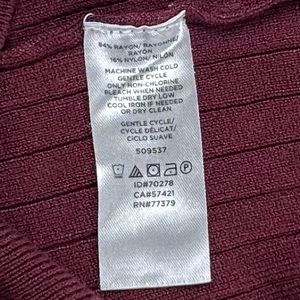 84% RAYON/ RAYONNE/
RAYÓN
16% NYLON/ NILÓN
MACHINE WASH COLD
GENTLE CYCLE
ONLY NON-CHLORINE
BLEACH WHEN NEEDED
TUMBLE DRY LOW
COOL IRON IF NEEDED
OR DRY CLEAN
GENTLE CYCLE/
CYCLE DÉLICAT/
CICLO SUAVE
S09537
ID#70278
CA#57421
RN#77379